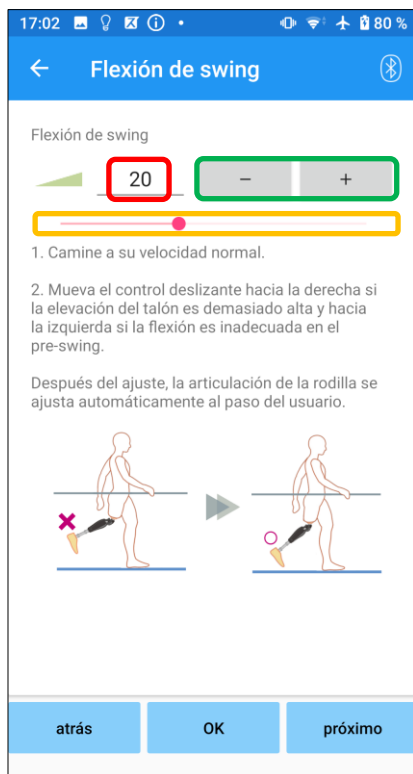 17:02 80 %
Flexión de swing
Flexión de swing
20 − +
1. Camine a su velocidad normal.
2. Mueva el control deslizante hacia la derecha si
la elevación del talón es demasiado alta y hacia
la izquierda si la flexión es inadecuada en el
pre-swing.
Después del ajuste, la articulación de la rodilla se
ajusta automáticamente al paso del usuario.
atrás OK próximo